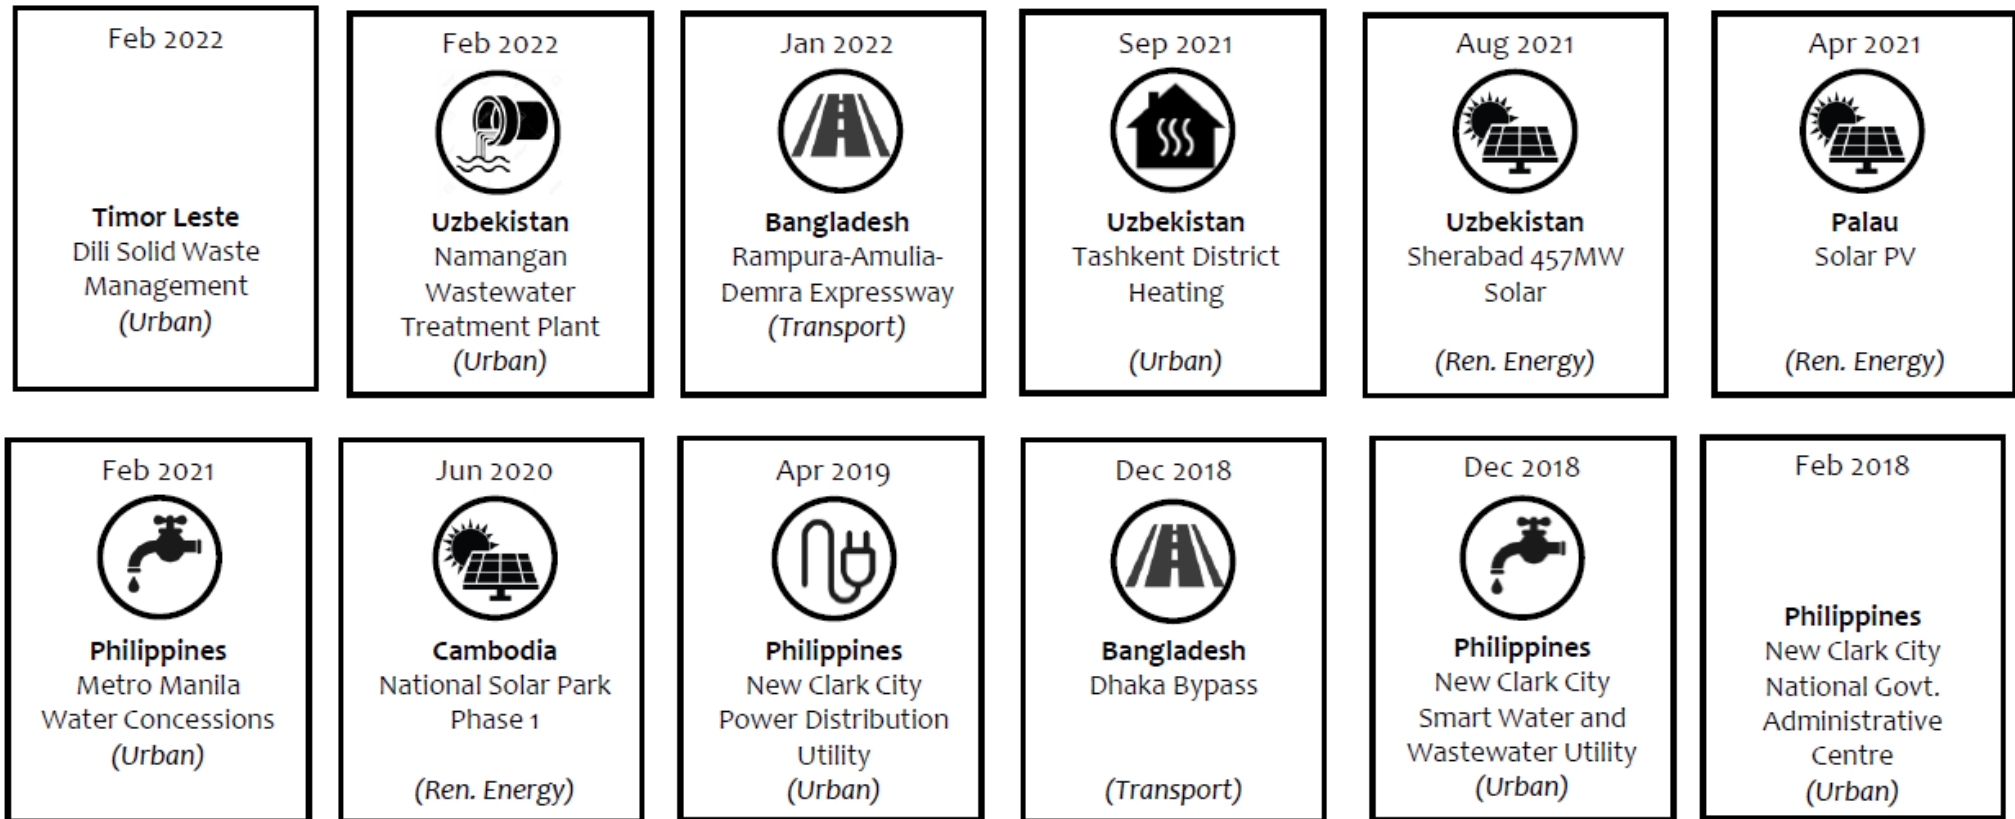 Feb 2022
Timor Leste
Dili Solid Waste
Management
(Urban)
Feb 2022
Uzbekistan
Namangan
Wastewater
Treatment Plant
(Urban)
Jan 2022
Bangladesh
Rampura-Amulia-
Demra Expressway
(Transport)
Sep 2021
Uzbekistan
Tashkent District
Heating
(Urban)
Aug 2021
Uzbekistan
Sherabad 457MW
Solar
(Ren. Energy)
Apr 2021
Palau
Solar PV
(Ren. Energy)
Feb 2021
Philippines
Metro Manila
Water Concessions
(Urban)
Jun 2020
Cambodia
National Solar Park
Phase 1
(Ren. Energy)
Apr 2019
Philippines
New Clark City
Power Distribution
Utility
(Urban)
Dec 2018
Bangladesh
Dhaka Bypass
(Transport)
Dec 2018
Philippines
New Clark City
Smart Water and
Wastewater Utility
(Urban)
Feb 2018
Philippines
New Clark City
National Govt.
Administrative
Centre
(Urban)